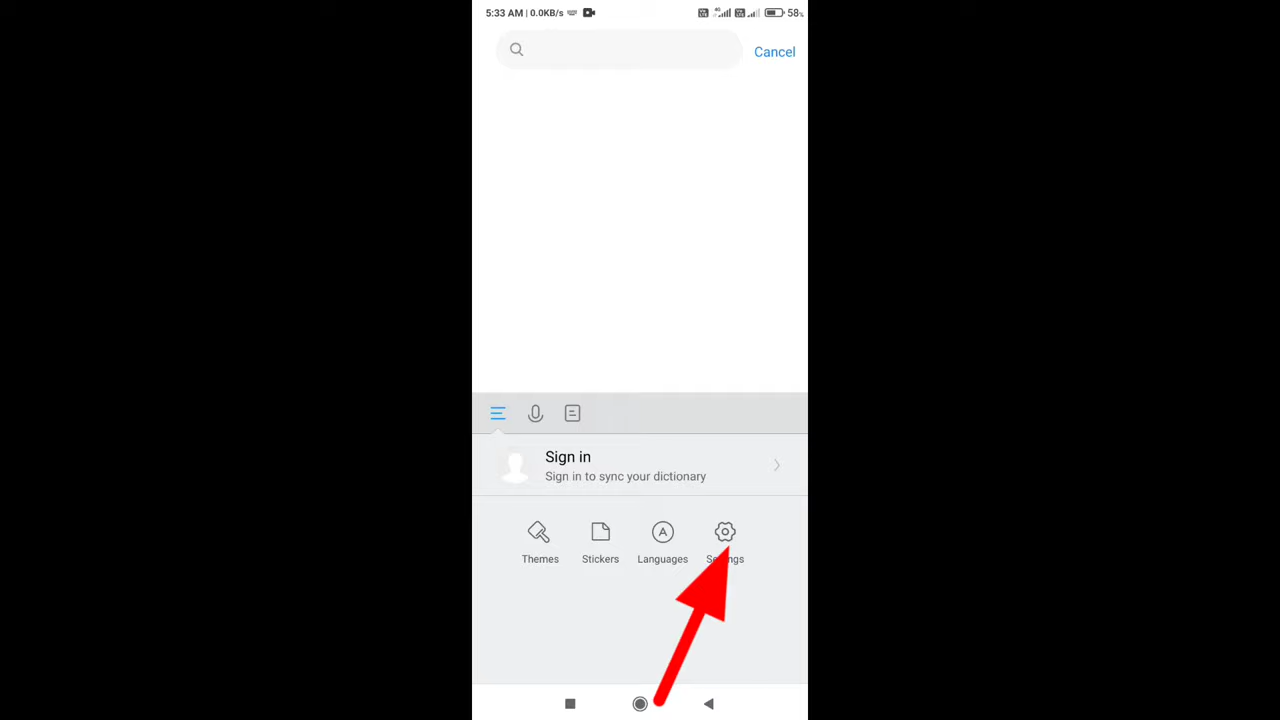 5:33 AM | 0.0KB/s 4G 58%
Cancel
Sign in
Sign in to sync your dictionary
Themes Stickers Languages Settings